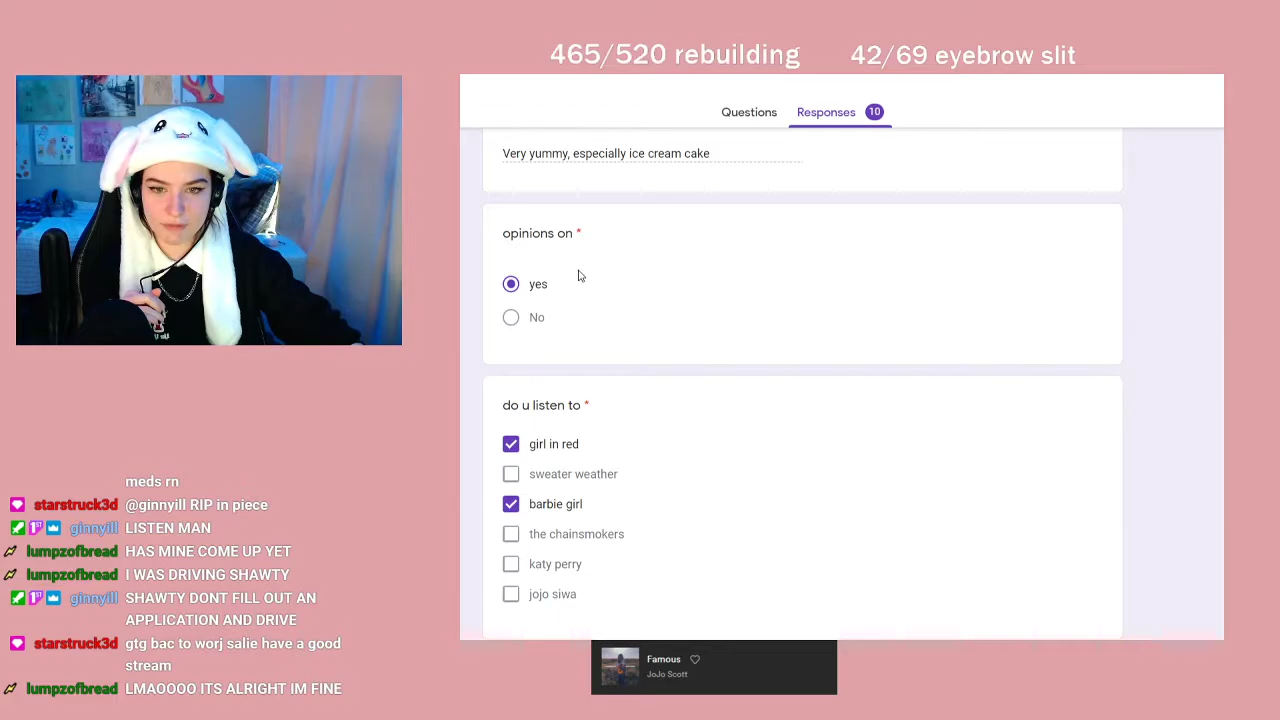 465/520 rebuilding
42/69 eyebrow slit
Questions
Responses 10
Very yummy, especially ice cream cake
opinions on *
yes
No
do u listen to *
girl in red
sweater weather
barbie girl
the chainsmokers
katy perry
jojo siwa
meds rn
starstruck3d @ginnyill RIP in piece
ginnyill LISTEN MAN
lumpzofbread HAS MINE COME UP YET
lumpzofbread I WAS DRIVING SHAWTY
ginnyill SHAWTY DONT FILL OUT AN
APPLICATION AND DRIVE
starstruck3d gtg bac to worj salie have a good
stream
lumpzofbread LMAOOOO ITS ALRIGHT IM FINE
Famous
JoJo Scott